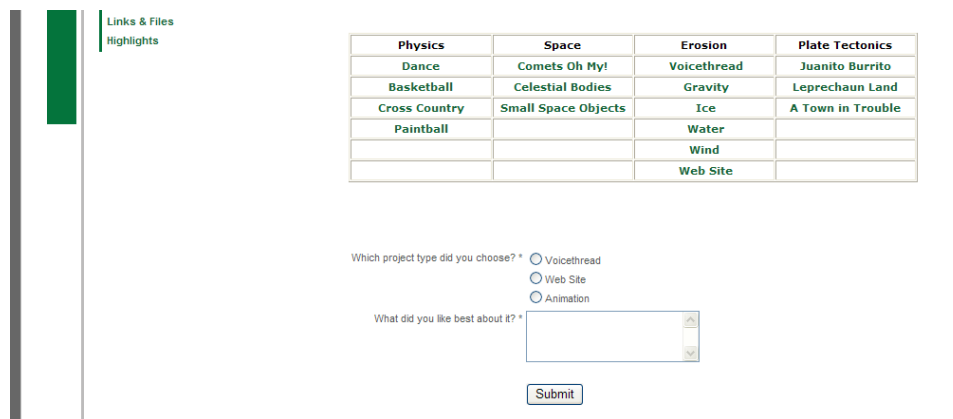 Links & Files
Highlights
Physics Space Erosion Plate Tectonics
Dance Comets Oh My! Voicethread Juanito Burrito
Basketball Celestial Bodies Gravity Leprechaun Land
Cross Country Small Space Objects Ice A Town in Trouble
Paintball Water
Wind
Web Site
Which project type did you choose? * Voicethread
Web Site
Animation
What did you like best about it? *
Submit